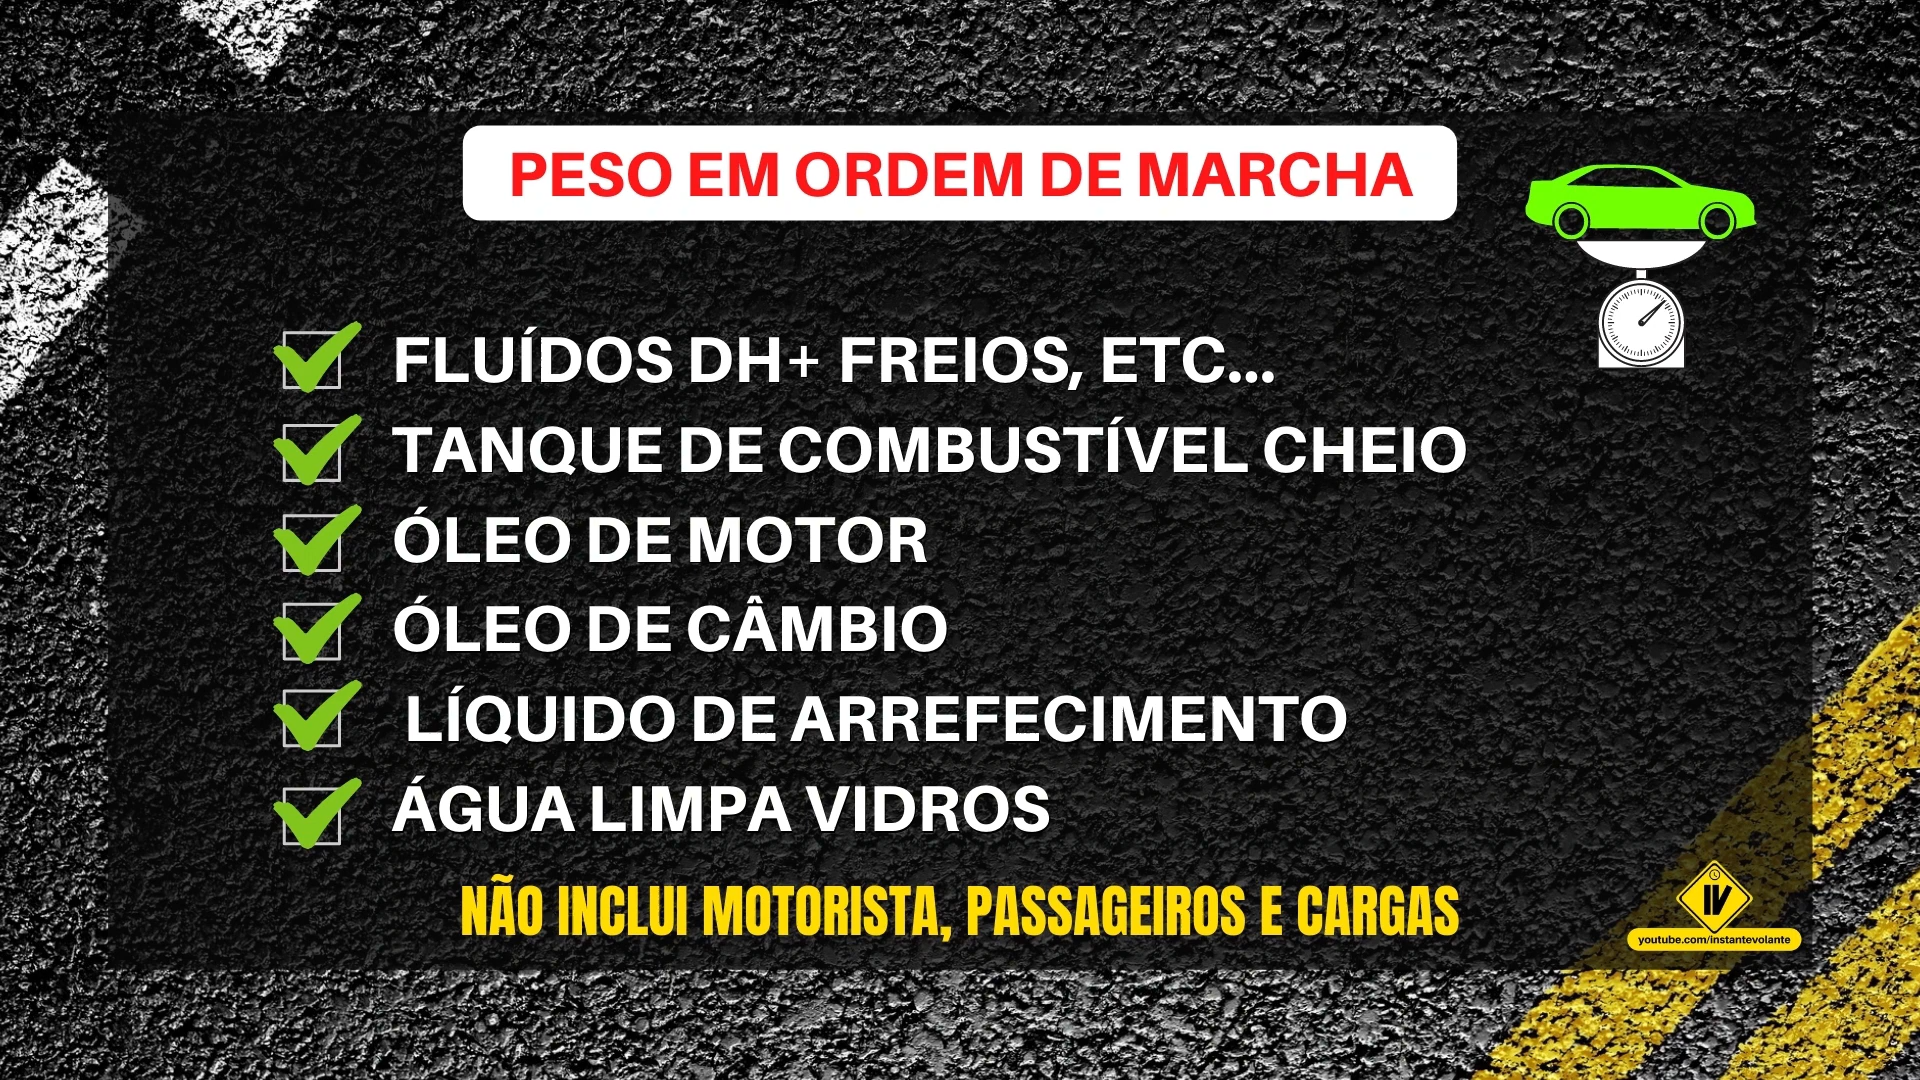 PESO EM ORDEM DE MARCHA
FLUÍDOS DH+ FREIOS, ETC...
TANQUE DE COMBUSTÍVEL CHEIO
ÓLEO DE MOTOR
ÓLEO DE CÂMBIO
LÍQUIDO DE ARREFECIMENTO
ÁGUA LIMPA VIDROS
NÃO INCLUI MOTORISTA, PASSAGEIROS E CARGAS
IV
youtube.com/instantevolante